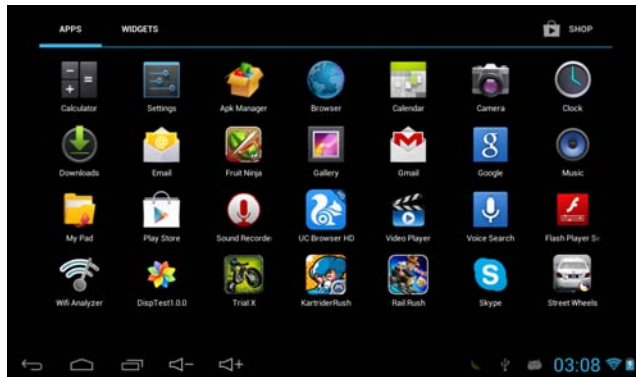 APPS WIDGETS SHOP
Calculator Settings Apk Manager Browser Calendar Camera Clock
Downloads Email Fruit Ninja Gallery Gmail Google Music
My Pad Play Store Sound Recorde UC Browser HD Video Player Voice Search Flash Player Se
Wifi Analyzer DispTest1.0.0 Trial X KartriderRush Rail Rush Skype Street Wheels
03:08